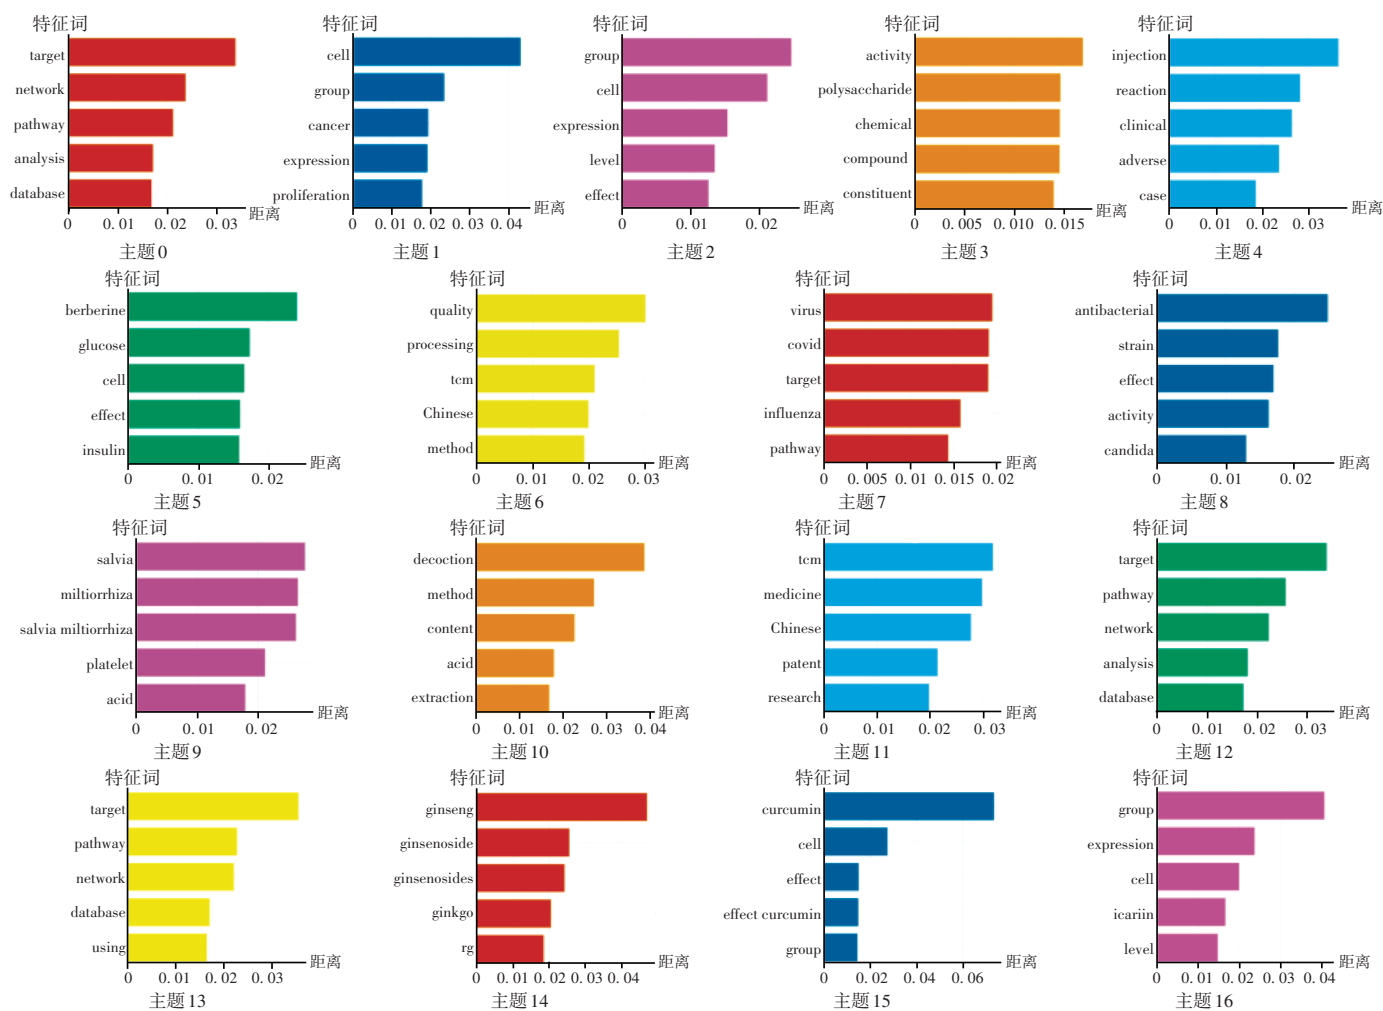 特征词
target
network
pathway
analysis
database
0 0.01 0.02 0.03 距离
主题0
特征词
cell
group
cancer
expression
proliferation
0 0.01 0.02 0.03 0.04 距离
主题1
特征词
group
cell
expression
level
effect
0 0.01 0.02 距离
主题2
特征词
activity
polysaccharide
chemical
compound
constituent
0 0.005 0.010 0.015 距离
主题3
特征词
injection
reaction
clinical
adverse
case
0 0.01 0.02 0.03 距离
主题4
特征词
berberine
glucose
cell
effect
insulin
0 0.01 0.02 距离
主题5
特征词
quality
processing
tcm
Chinese
method
0 0.01 0.02 0.03 距离
主题6
特征词
virus
covid
target
influenza
pathway
0 0.005 0.01 0.015 0.02 距离
主题7
特征词
antibacterial
strain
effect
activity
candida
0 0.01 0.02 距离
主题8
特征词
salvia
miltiorrhiza
salvia miltiorrhiza
platelet
acid
0 0.01 0.02 距离
主题9
特征词
decoction
method
content
acid
extraction
0 0.01 0.02 0.03 0.04 距离
主题10
特征词
tcm
medicine
Chinese
patent
research
0 0.01 0.02 0.03 距离
主题11
特征词
target
pathway
network
analysis
database
0 0.01 0.02 0.03 距离
主题12
特征词
target
pathway
network
database
using
0 0.01 0.02 0.03 距离
主题13
特征词
ginseng
ginsenoside
ginsenosides
ginkgo
rg
0 0.01 0.02 0.03 0.04 距离
主题14
特征词
curcumin
cell
effect
effect curcumin
group
0 0.02 0.04 0.06 距离
主题15
特征词
group
expression
cell
icariin
level
0 0.01 0.02 0.03 0.04 距离
主题16